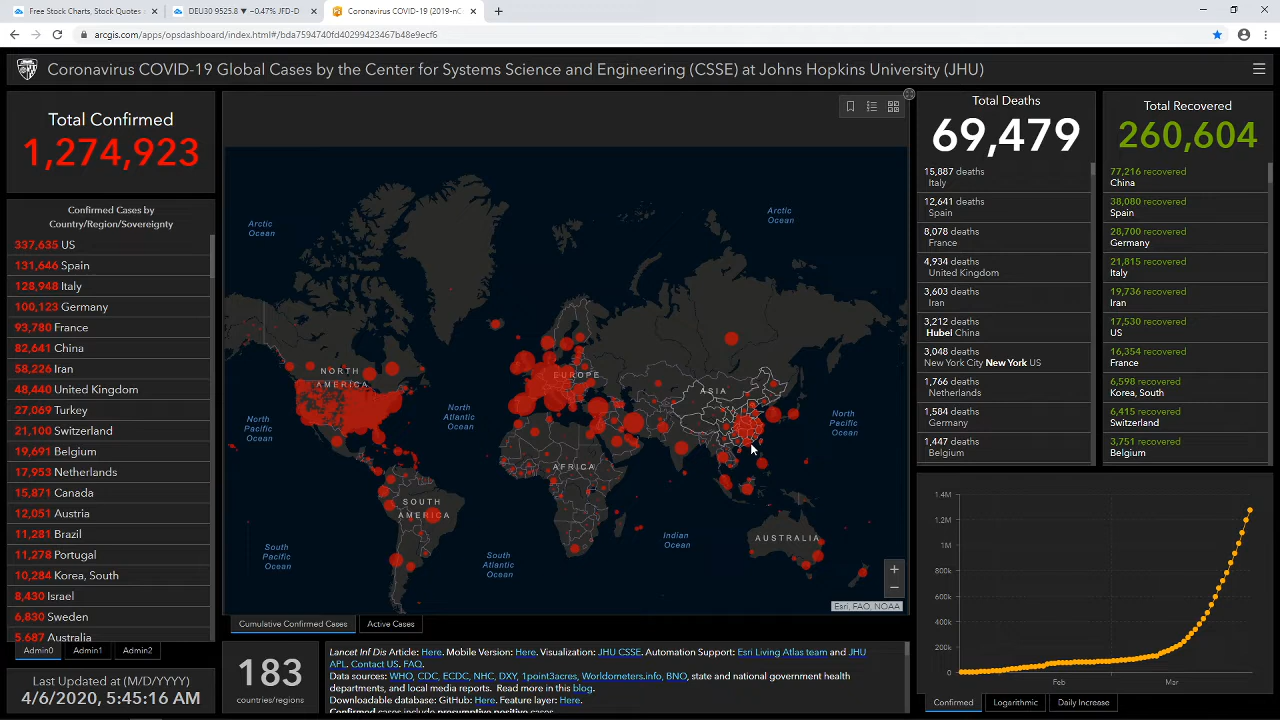 Free Stock Charts, Stock Quotes
DEU30 9525.8 ▼ −0.47% JFD-D
Coronavirus COVID-19 (2019-nC
arcgis.com/apps/opsdashboard/index.html#/bda7594740fd40299423467b48e9ecf6
Coronavirus COVID-19 Global Cases by the Center for Systems Science and Engineering (CSSE) at Johns Hopkins University (JHU)
Total Confirmed
1,274,923
Confirmed Cases by
Country/Region/Sovereignty
337,635 US
131,646 Spain
128,948 Italy
100,123 Germany
93,780 France
82,641 China
58,226 Iran
48,440 United Kingdom
27,069 Turkey
21,100 Switzerland
19,691 Belgium
17,953 Netherlands
15,871 Canada
12,051 Austria
11,281 Brazil
11,278 Portugal
10,284 Korea, South
8,430 Israel
6,830 Sweden
5,687 Australia
Admin0
Admin1
Admin2
Last Updated at (M/D/YYYY)
4/6/2020, 5:45:16 AM
Arctic
Ocean
Arctic
Ocean
NORTH
AMERICA
EUROPE
ASIA
North
Pacific
Ocean
North
Atlantic
Ocean
North
Pacific
Ocean
AFRICA
SOUTH
AMERICA
Indian
Ocean
AUSTRALIA
South
Pacific
Ocean
South
Atlantic
Ocean
+
−
Esri, FAO, NOAA
Cumulative Confirmed Cases
Active Cases
183
countries/regions
Lancet Inf Dis Article: Here. Mobile Version: Here. Visualization: JHU CSSE. Automation Support: Esri Living Atlas team and JHU
APL. Contact US. FAQ.
Data sources: WHO, CDC, ECDC, NHC, DXY, 1point3acres, Worldometers.info, BNO, state and national government health
departments, and local media reports. Read more in this blog.
Downloadable database: GitHub: Here. Feature layer: Here.
Confirmed cases include presumptive positive cases.
Total Deaths
69,479
15,887 deaths
Italy
12,641 deaths
Spain
8,078 deaths
France
4,934 deaths
United Kingdom
3,603 deaths
Iran
3,212 deaths
Hubei China
3,048 deaths
New York City New York US
1,766 deaths
Netherlands
1,584 deaths
Germany
1,447 deaths
Belgium
Total Recovered
260,604
77,216 recovered
China
38,080 recovered
Spain
28,700 recovered
Germany
21,815 recovered
Italy
19,736 recovered
Iran
17,530 recovered
US
16,354 recovered
France
6,598 recovered
Korea, South
6,415 recovered
Switzerland
3,751 recovered
Belgium
1.4M
1.2M
1M
800k
600k
400k
200k
0
Feb
Mar
Confirmed
Logarithmic
Daily Increase